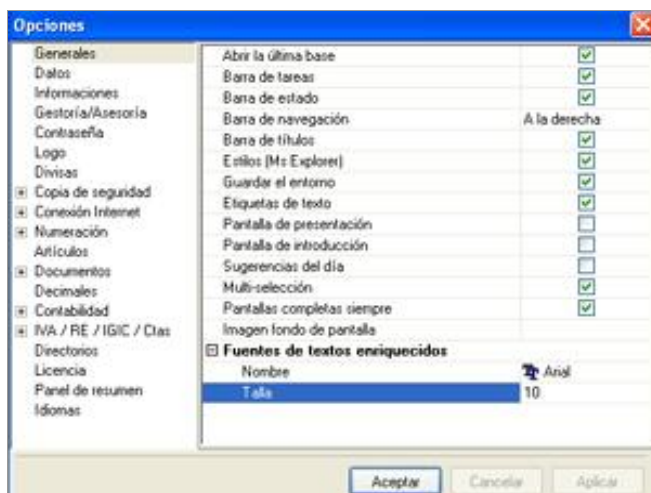 Opciones
Generales
Datos
Informaciones
Gestoría/Asesoría
Contraseña
Logo
Divisas
Copia de seguridad
Conexión Internet
Numeración
Artículos
Documentos
Decimales
Contabilidad
IVA / RE / IGIC / Ctas
Directorios
Licencia
Panel de resumen
Idiomas
Abrir la última base
Barra de tareas
Barra de estado
Barra de navegación A la derecha
Barra de títulos
Estilos (Ms Explorer)
Guardar el entorno
Etiquetas de texto
Pantalla de presentación
Pantalla de introducción
Sugerencias del día
Multi-selección
Pantallas completas siempre
Imagen fondo de pantalla
Fuentes de textos enriquecidos
Nombre Arial
Talla 10
Aceptar Cancelar Aplicar